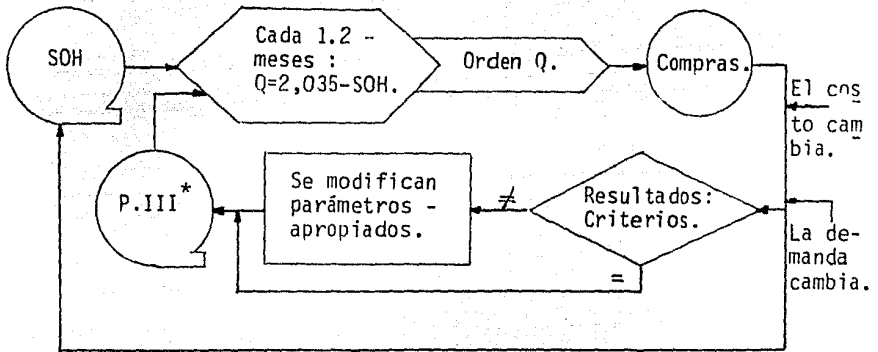 SOH
Cada 1.2 -
meses :
Q=2,035-SOH.
Orden Q.
Compras.
El cos
to cam
bia.
P.III*
Se modifican
parámetros -
apropiados.
≠
Resultados:
Criterios.
=
La de-
manda
cambia.